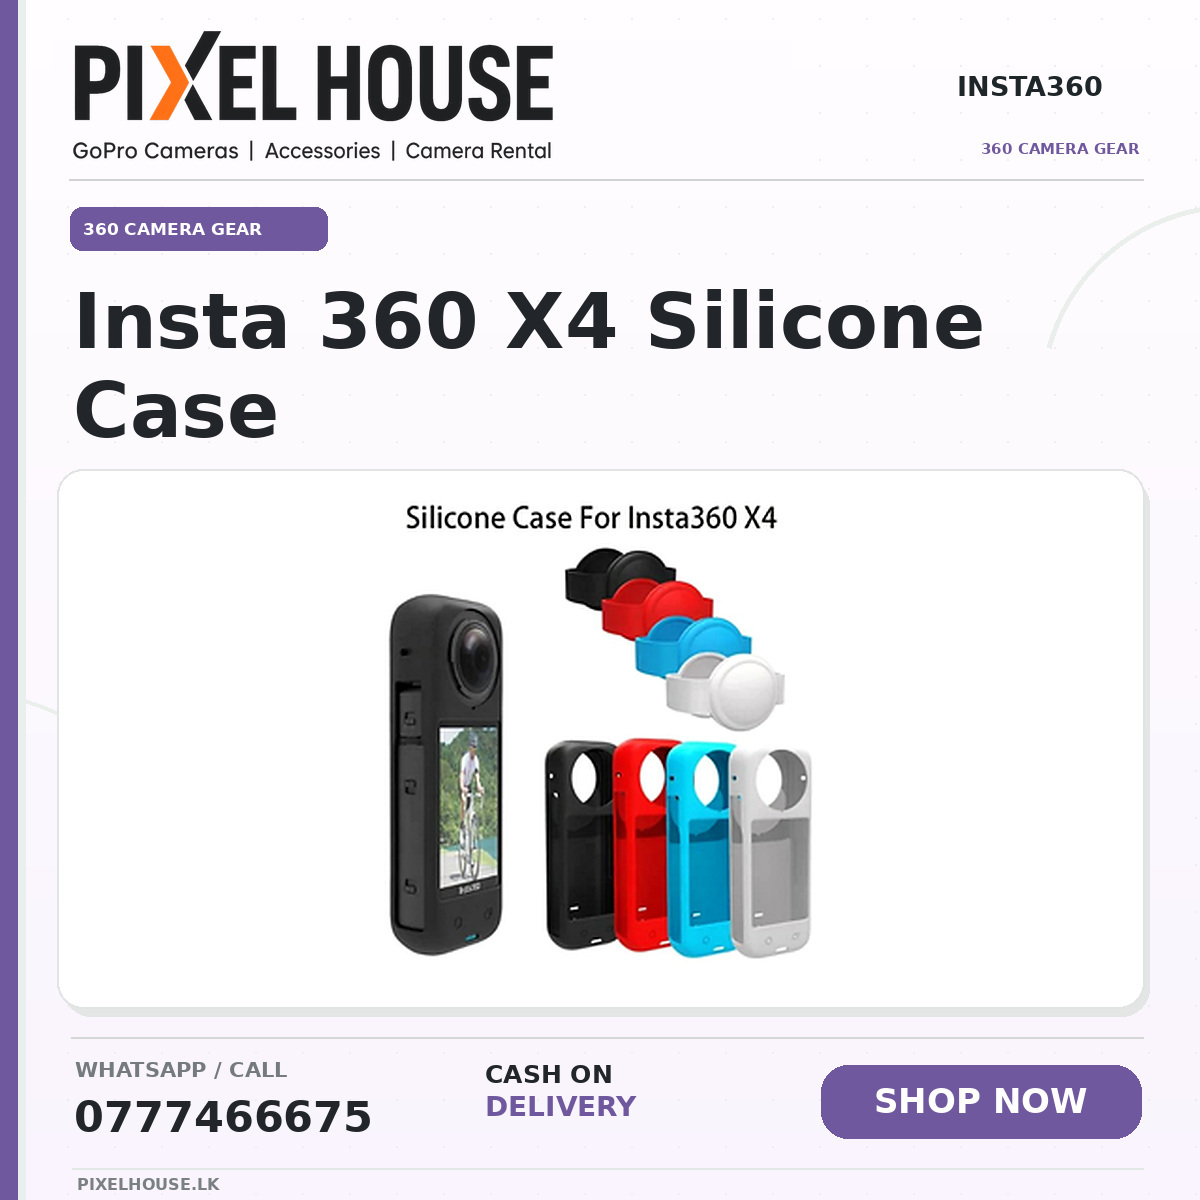 PIXEL HOUSE
GoPro Cameras | Accessories | Camera Rental
INSTA360
360 CAMERA GEAR
360 CAMERA GEAR
Insta 360 X4 Silicone
Case
Silicone Case For Insta360 X4
Insta360
WHATSAPP / CALL
0777466675
CASH ON
DELIVERY
SHOP NOW
PIXELHOUSE.LK